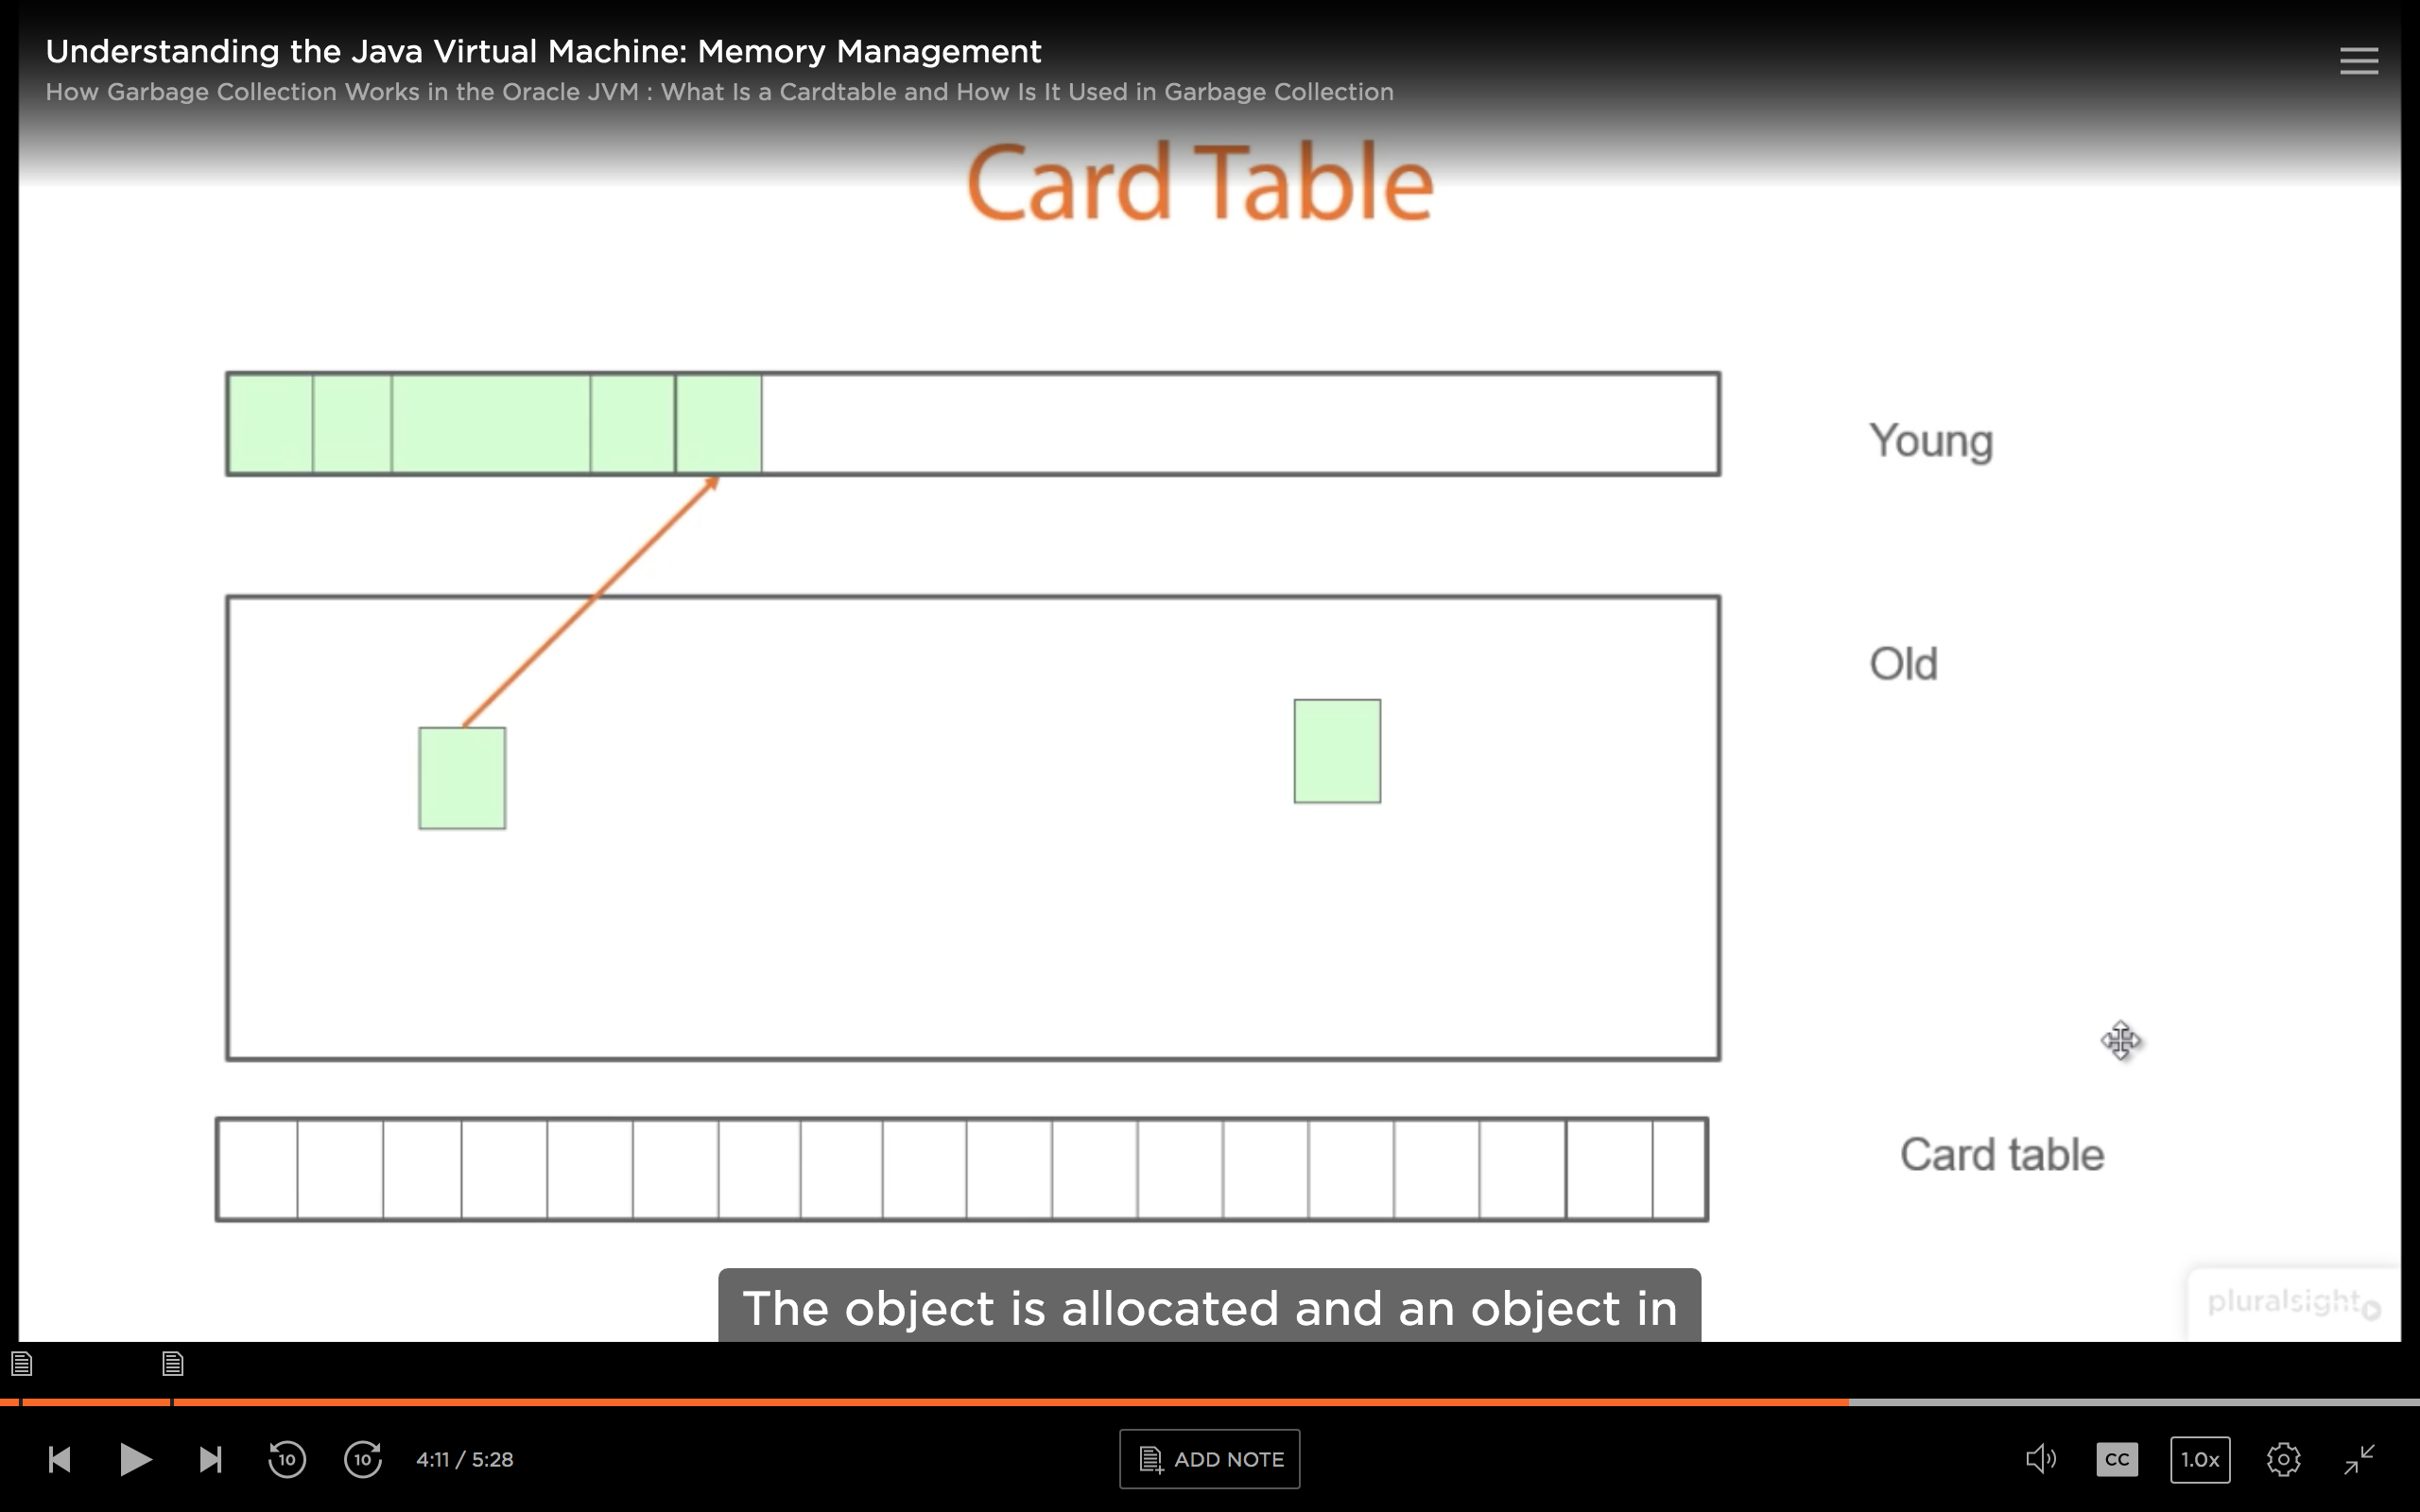 Understanding the Java Virtual Machine: Memory Management
How Garbage Collection Works in the Oracle JVM : What Is a Cardtable and How Is It Used in Garbage Collection
Card Table
Young
Old
Card table
The object is allocated and an object in
pluralsight
10
10
4:11 / 5:28
ADD NOTE
CC
1.0x